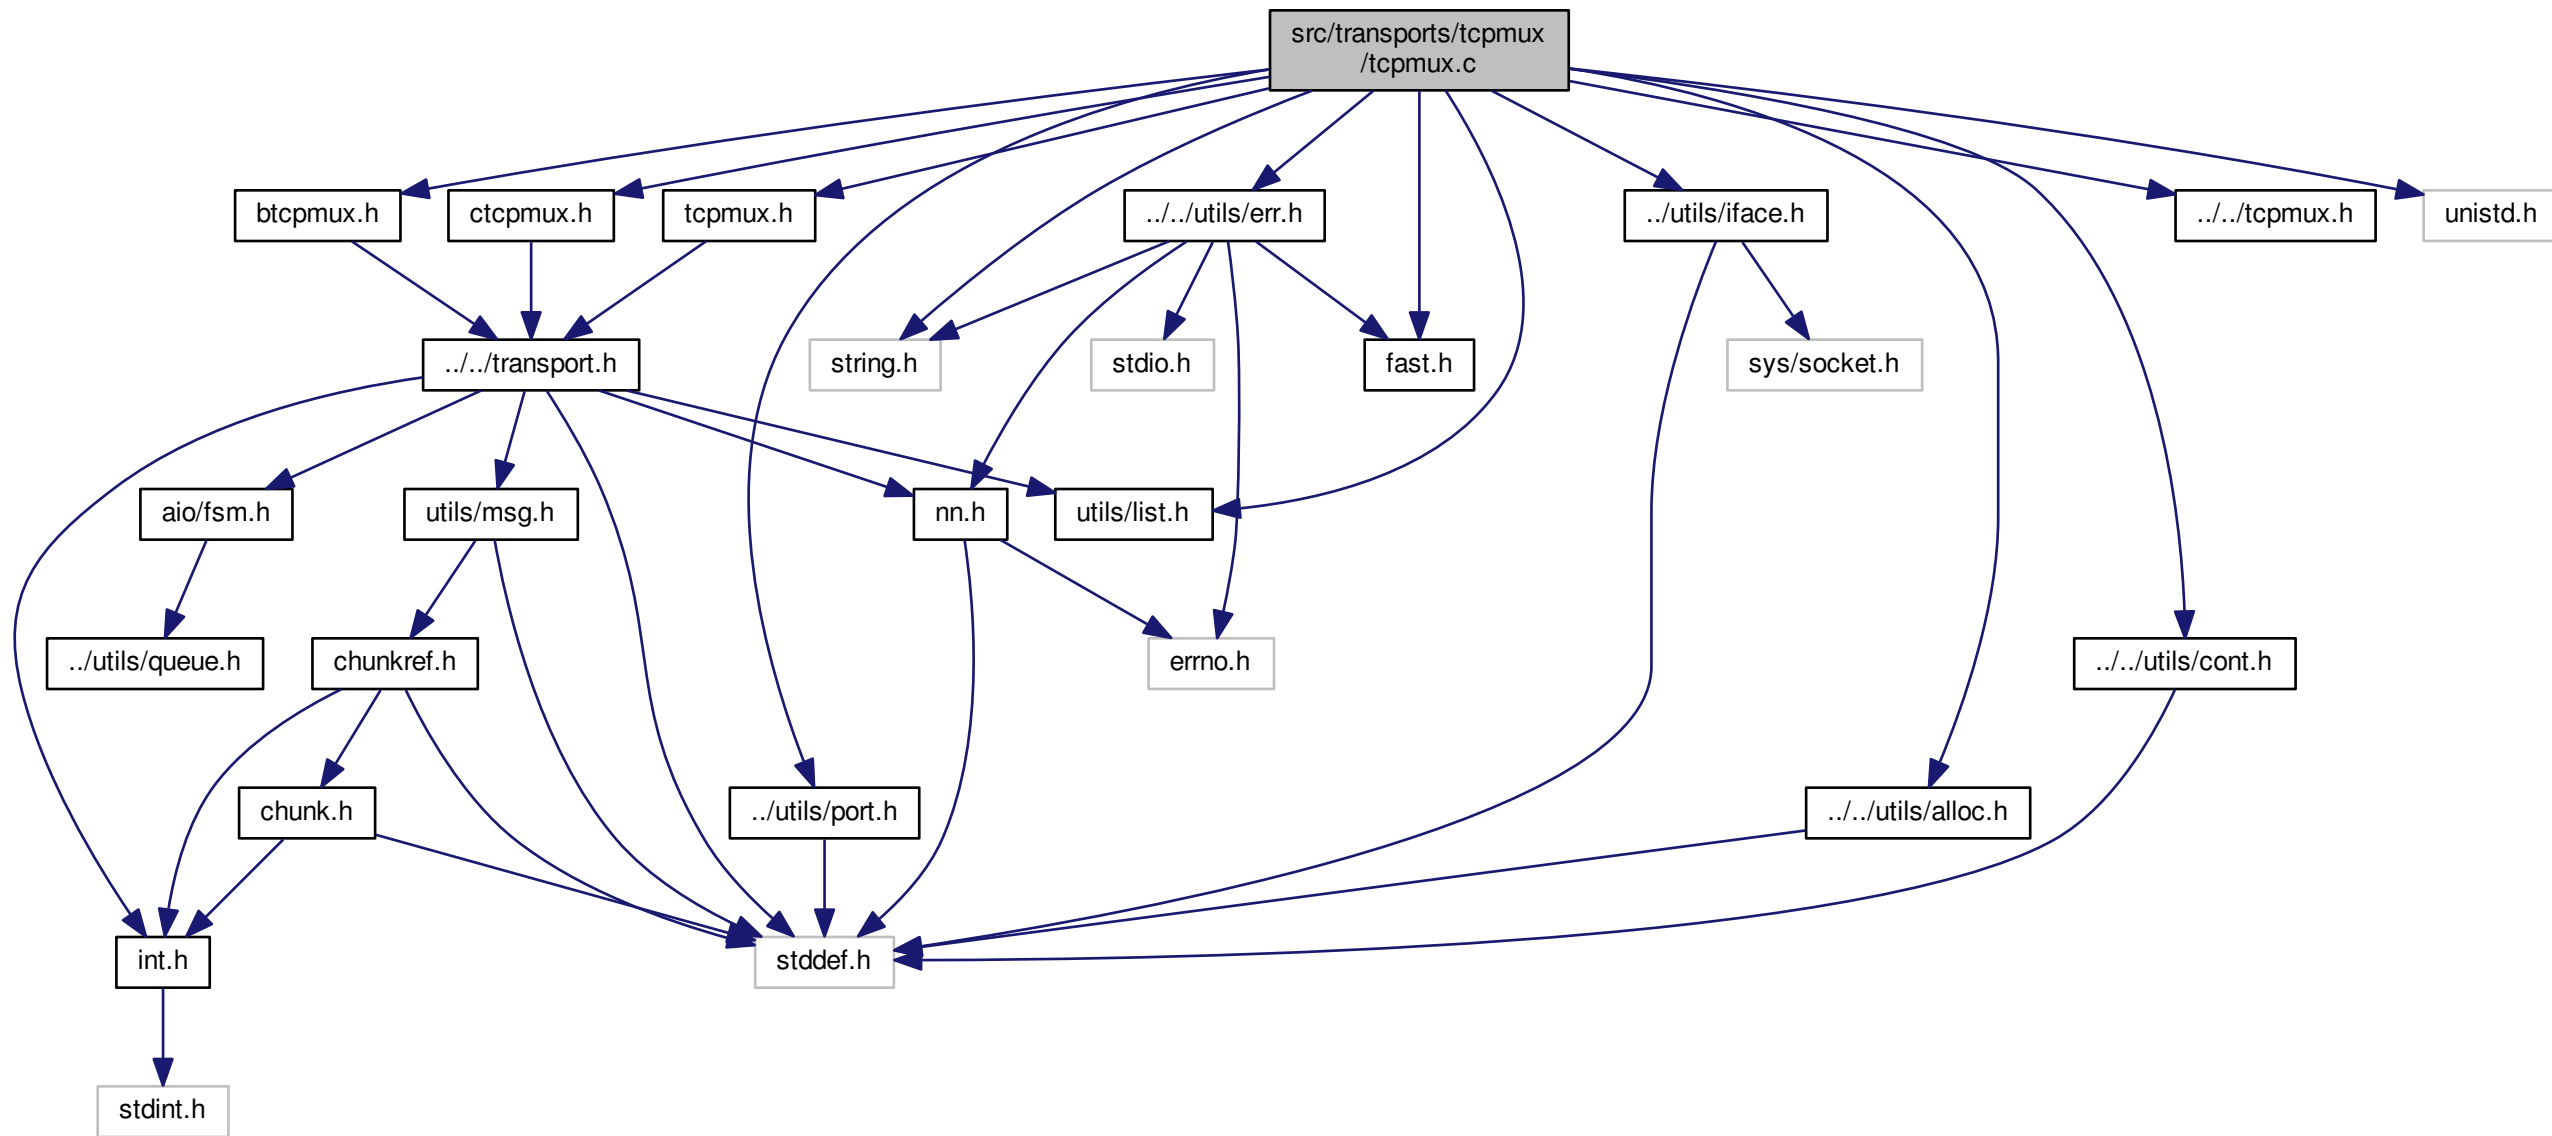 src/transports/tcpmux
/tcpmux.c
btcpmux.h
ctcpmux.h
tcpmux.h
../../utils/err.h
../utils/iface.h
../../tcpmux.h
unistd.h
../../transport.h
string.h
stdio.h
fast.h
sys/socket.h
aio/fsm.h
utils/msg.h
nn.h
utils/list.h
../utils/queue.h
chunkref.h
errno.h
../../utils/cont.h
chunk.h
../utils/port.h
../../utils/alloc.h
int.h
stddef.h
stdint.h